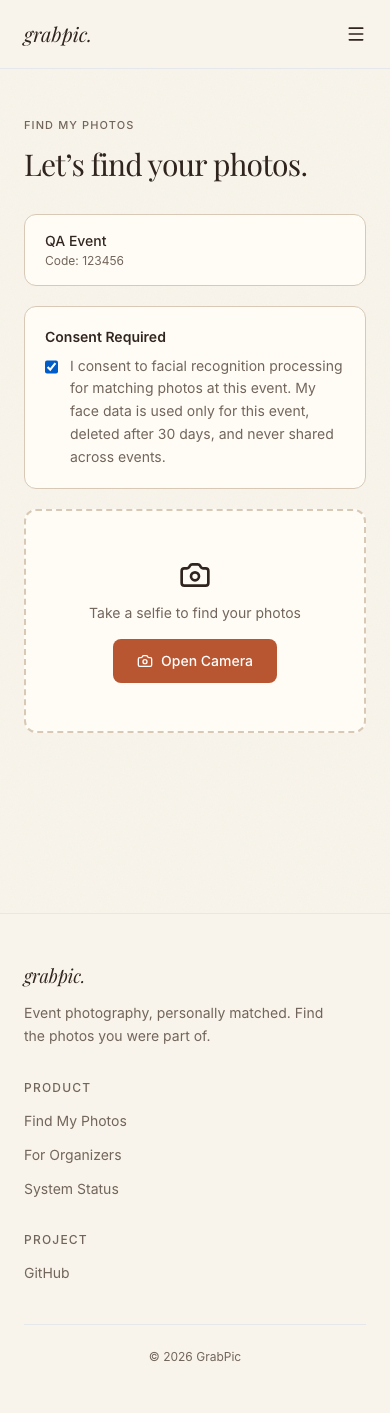 grabpic.
FIND MY PHOTOS
Let’s find your photos.
QA Event
Code: 123456
Consent Required
I consent to facial recognition processing
for matching photos at this event. My
face data is used only for this event,
deleted after 30 days, and never shared
across events.
Take a selfie to find your photos
Open Camera
grabpic.
Event photography, personally matched. Find
the photos you were part of.
PRODUCT
Find My Photos
For Organizers
System Status
PROJECT
GitHub
© 2026 GrabPic